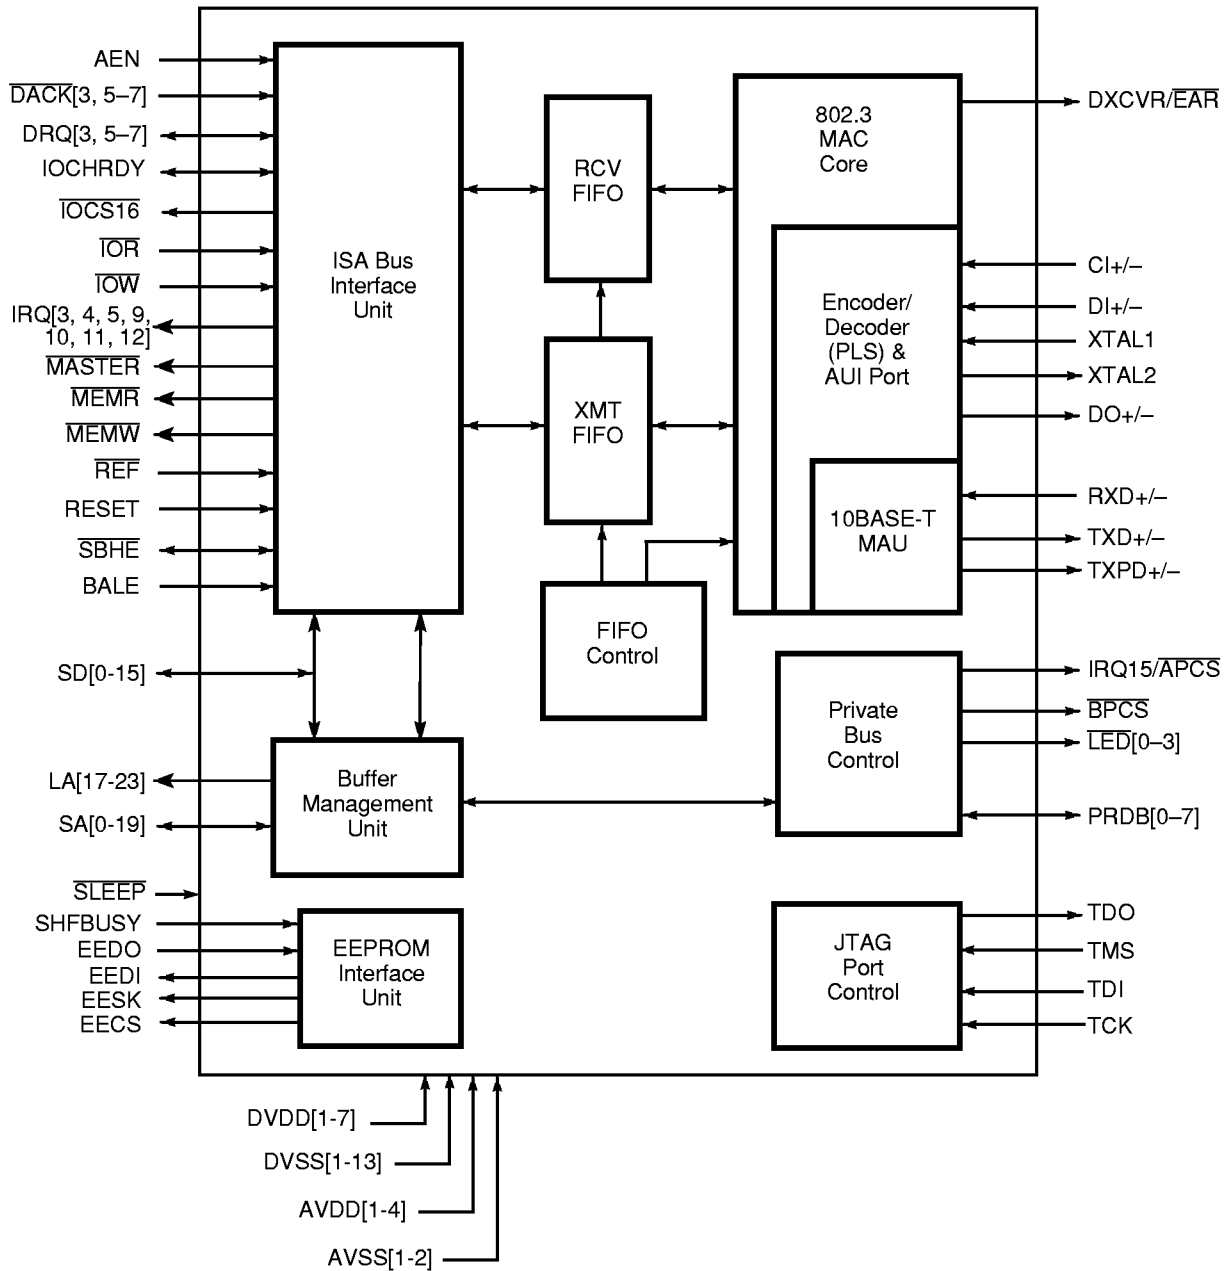 AEN
DACK[3, 5–7]
DRQ[3, 5–7]
IOCHRDY
IOCS16
IOR
IOW
IRQ[3, 4, 5, 9,
10, 11, 12]
MASTER
MEMR
MEMW
REF
RESET
SBHE
BALE
SD[0-15]
LA[17-23]
SA[0-19]
SLEEP
SHFBUSY
EEDO
EEDI
EESK
EECS
ISA Bus
Interface
Unit
Buffer
Management
Unit
EEPROM
Interface
Unit
RCV
FIFO
XMT
FIFO
FIFO
Control
802.3
MAC
Core
Encoder/
Decoder
(PLS) &
AUI Port
10BASE-T
MAU
Private
Bus
Control
JTAG
Port
Control
DXCVR/EAR
CI+/–
DI+/–
XTAL1
XTAL2
DO+/–
RXD+/–
TXD+/–
TXPD+/–
IRQ15/APCS
BPCS
LED[0–3]
PRDB[0–7]
TDO
TMS
TDI
TCK
DVDD[1-7]
DVSS[1-13]
AVDD[1-4]
AVSS[1-2]